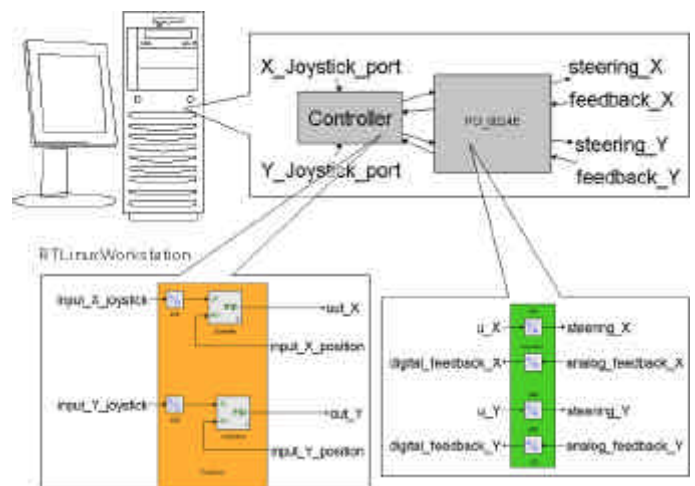 X_Joystick_port
steering_X
feedback_X
Controller
steering_Y
feedback_Y
Y_Joystick_port
RTLinuxWorkstation
input_X_joystick
out_X
input_X_position
input_Y_joystick
out_Y
input_Y_position
u_X
steering_X
digital_feedback_X
analog_feedback_X
u_Y
steering_Y
digital_feedback_Y
analog_feedback_Y